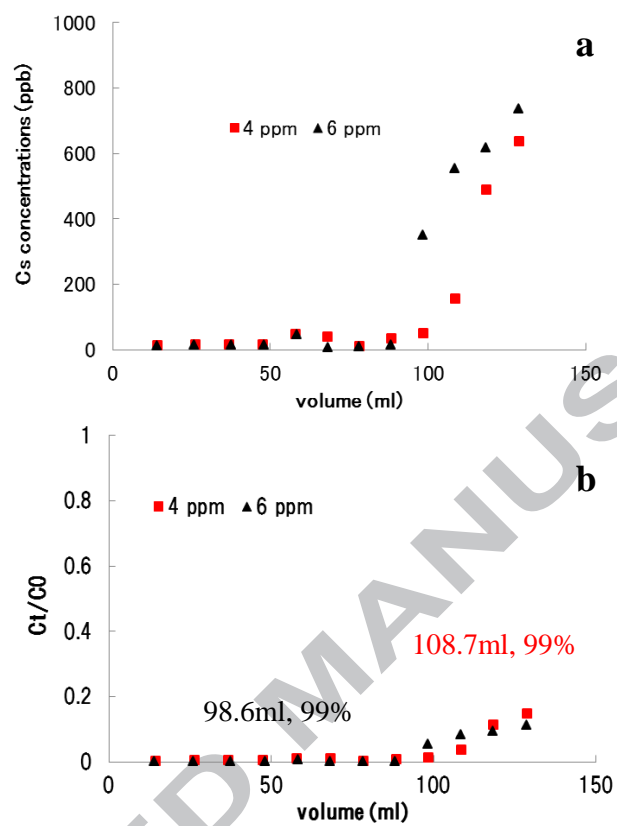 1000
a
800
Cs concentrations (ppb)
4 ppm 6 ppm
600
400
200
0
0 50 100 150
volume (ml)
1
b
0.8
4 ppm 6 ppm
0.6
Ct/C0
0.4
108.7ml, 99%
0.2
98.6ml, 99%
0
0 50 100 150
volume (ml)
ED MANUS